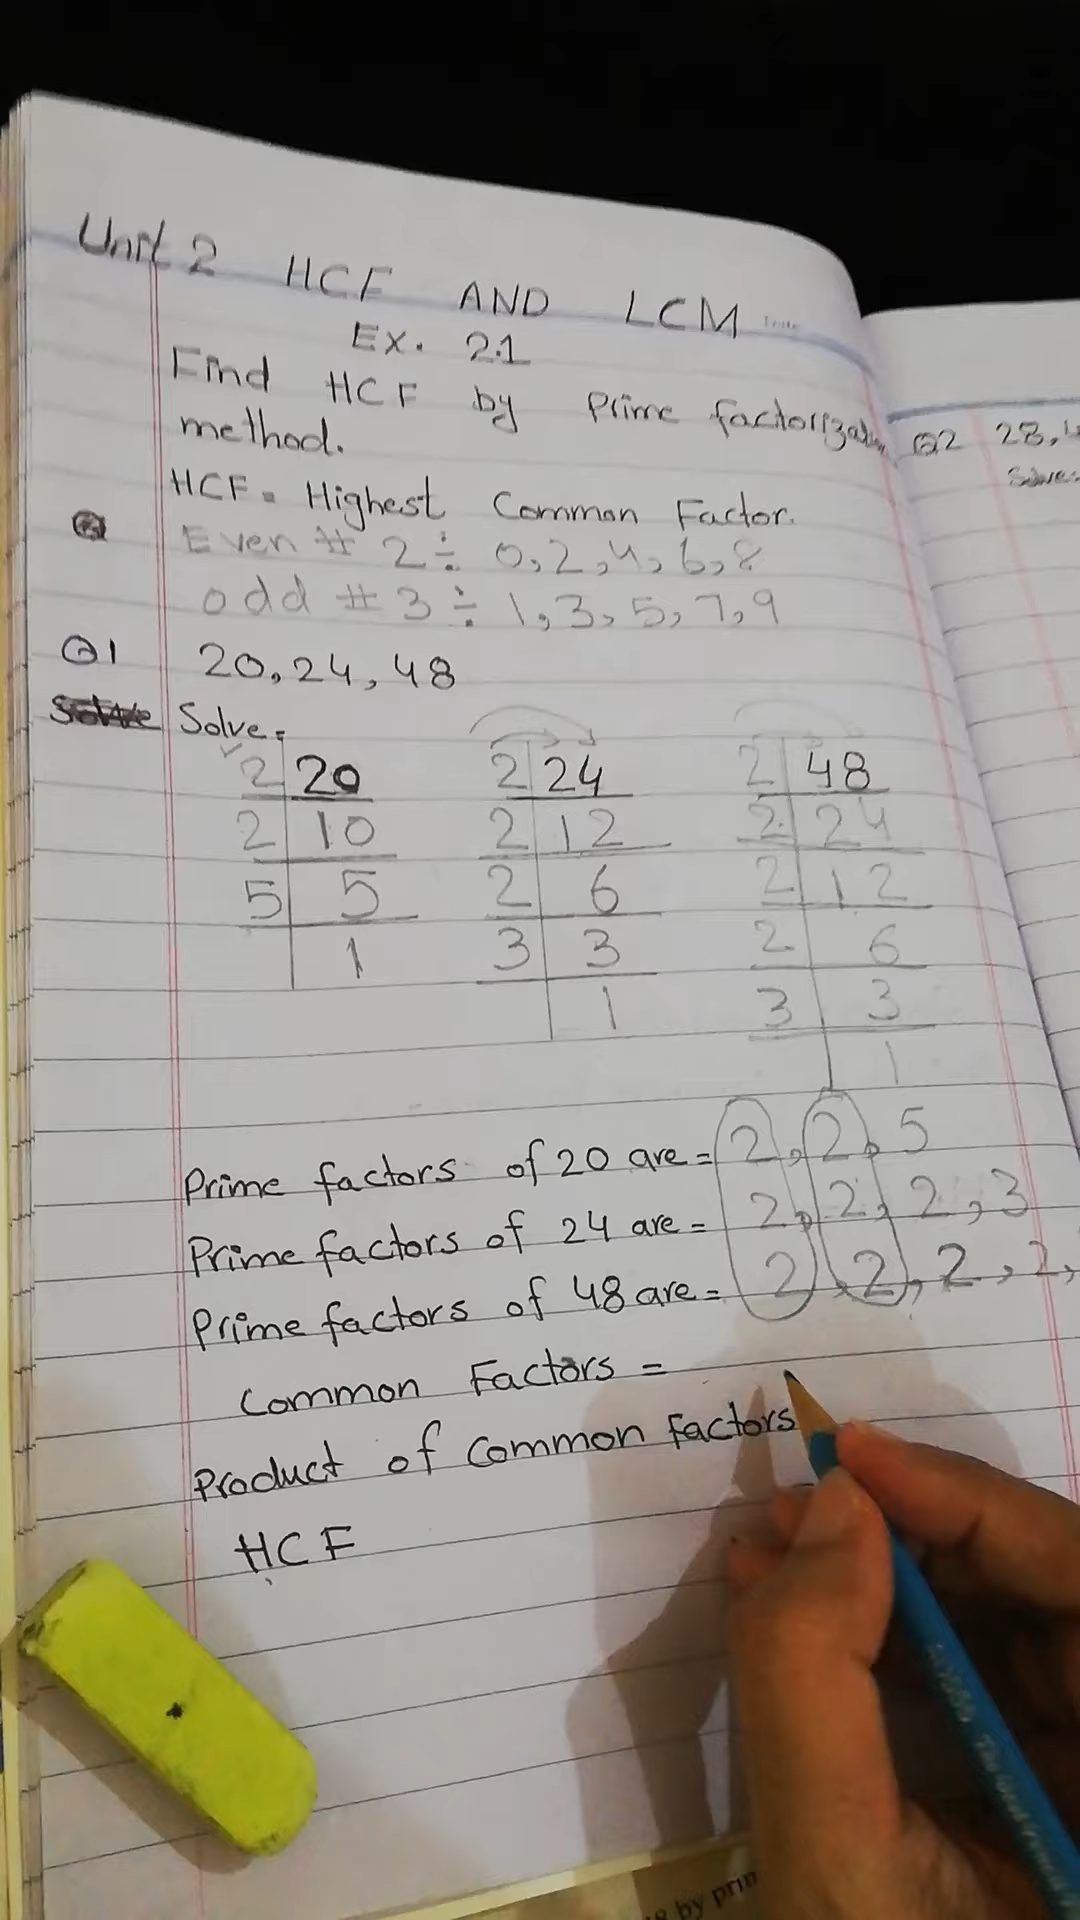 Unit 2 HCF AND LCM
Ex. 2.1
Find HCF by Prime
method.
HCF = Highest Common Factor.
Even # 2 ÷ 0,2,4,6,8
odd # 3 ÷ 1,3,5,7,9
Q1 20,24,48
Solve=
2 20 2 24 2 48
2 10 2 12 2 24
5 5 2 6 2 12
1 3 3 2 6
1 3 3
1
Prime factors of 20 are= 2,2,5
Prime factors of 24 are= 2,2,2,3
Prime factors of 48 are= 2,2,2,2,
Common Factors =
Product of Common factors
HCF
Q2 28,
by